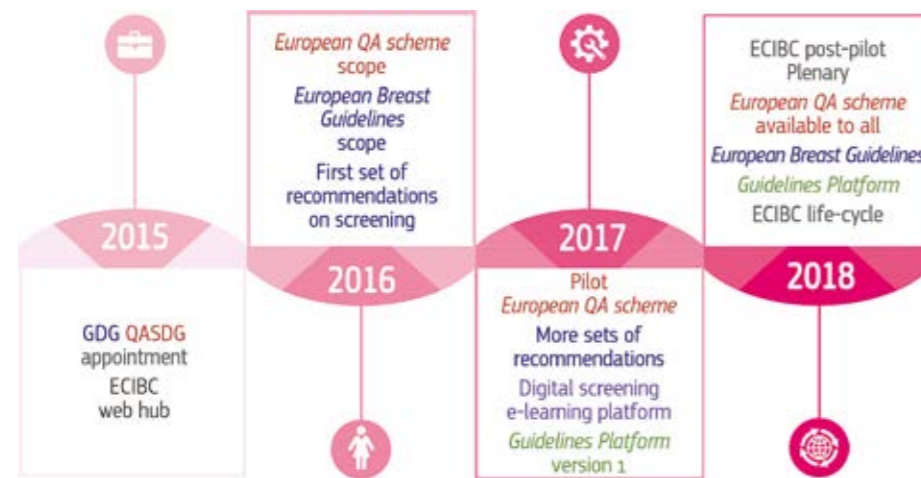 2015
GDG QASDG
appointment
ECIBC
web hub
European QA scheme
scope
European Breast
Guidelines
scope
First set of
recommendations
on screening
2016
2017
Pilot
European QA scheme
More sets of
recommendations
Digital screening
e-learning platform
Guidelines Platform
version 1
ECIBC post-pilot
Plenary
European QA scheme
available to all
European Breast Guidelines
Guidelines Platform
ECIBC life-cycle
2018